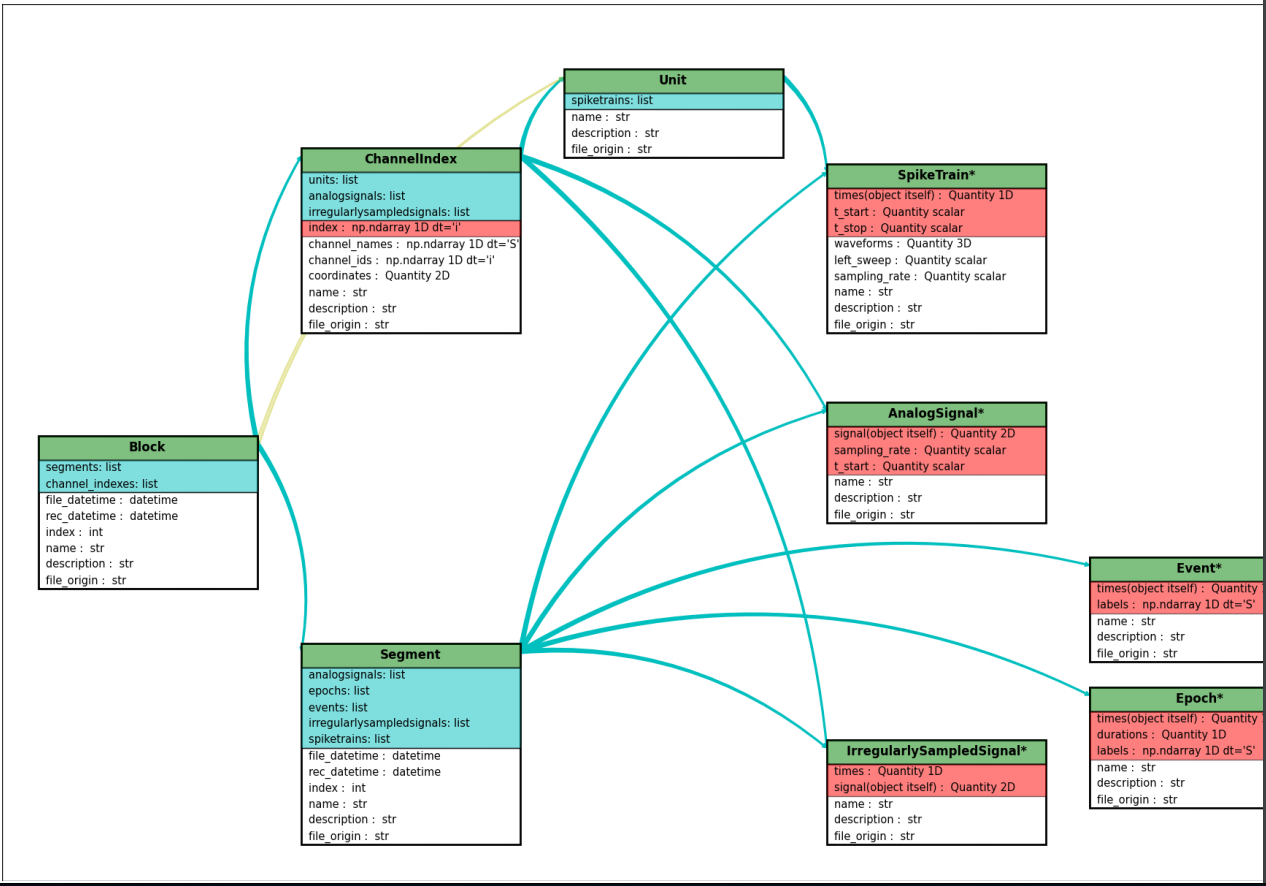 Unit
spiketrains: list
name :  str
description :  str
file_origin :  str
ChannelIndex
units: list
analogsignals: list
irregularlysampledsignals: list
index :  np.ndarray 1D dt='i'
channel_names :  np.ndarray 1D dt='S'
channel_ids :  np.ndarray 1D dt='i'
coordinates :  Quantity 2D
name :  str
description :  str
file_origin :  str
SpikeTrain*
times(object itself) :  Quantity 1D
t_start :  Quantity scalar
t_stop :  Quantity scalar
waveforms :  Quantity 3D
left_sweep :  Quantity scalar
sampling_rate :  Quantity scalar
name :  str
description :  str
file_origin :  str
Block
segments: list
channel_indexes: list
file_datetime :  datetime
rec_datetime :  datetime
index :  int
name :  str
description :  str
file_origin :  str
AnalogSignal*
signal(object itself) :  Quantity 2D
sampling_rate :  Quantity scalar
t_start :  Quantity scalar
name :  str
description :  str
file_origin :  str
Event*
times(object itself) :  Quantity
labels :  np.ndarray 1D dt='S'
name :  str
description :  str
file_origin :  str
Segment
analogsignals: list
epochs: list
events: list
irregularlysampledsignals: list
spiketrains: list
file_datetime :  datetime
rec_datetime :  datetime
index :  int
name :  str
description :  str
file_origin :  str
Epoch*
times(object itself) :  Quantity
durations :  Quantity 1D
labels :  np.ndarray 1D dt='S'
name :  str
description :  str
file_origin :  str
IrregularlySampledSignal*
times :  Quantity 1D
signal(object itself) :  Quantity 2D
name :  str
description :  str
file_origin :  str